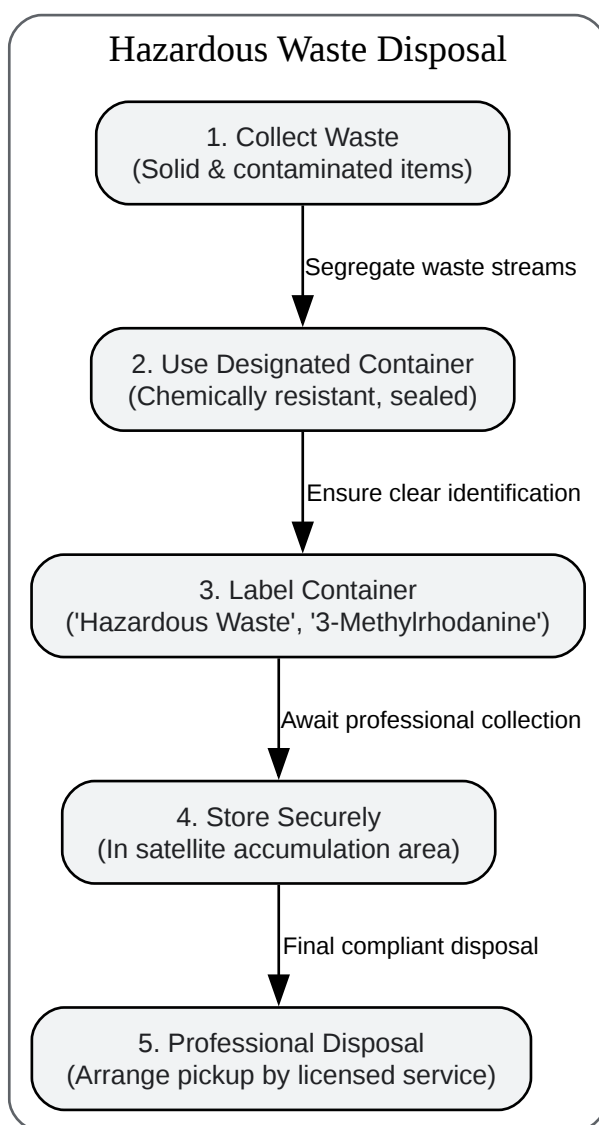 Hazardous Waste Disposal
1. Collect Waste
(Solid & contaminated items)
Segregate waste streams
2. Use Designated Container
(Chemically resistant, sealed)
Ensure clear identification
3. Label Container
('Hazardous Waste', '3-Methylrhodanine')
Await professional collection
4. Store Securely
(In satellite accumulation area)
Final compliant disposal
5. Professional Disposal
(Arrange pickup by licensed service)